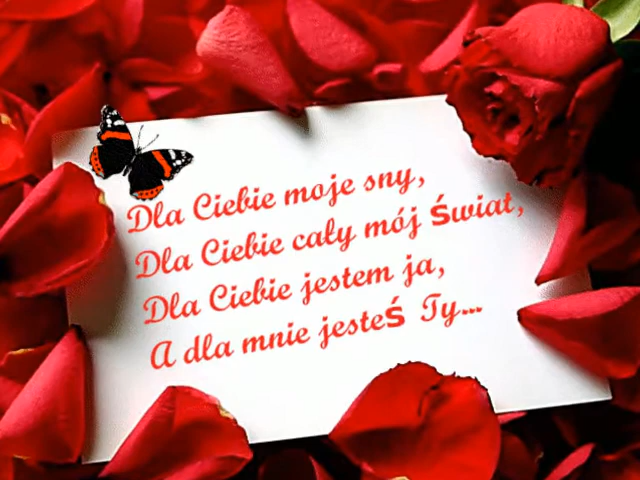 Dla Ciebie moje sny,
Dla Ciebie cały mój świat,
Dla Ciebie jestem ja,
A dla mnie jesteś Ty...